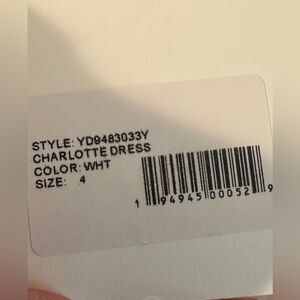 STYLE: YD9483033Y
CHARLOTTE DRESS
COLOR: WHT
SIZE: 4
1 94945 00052 9